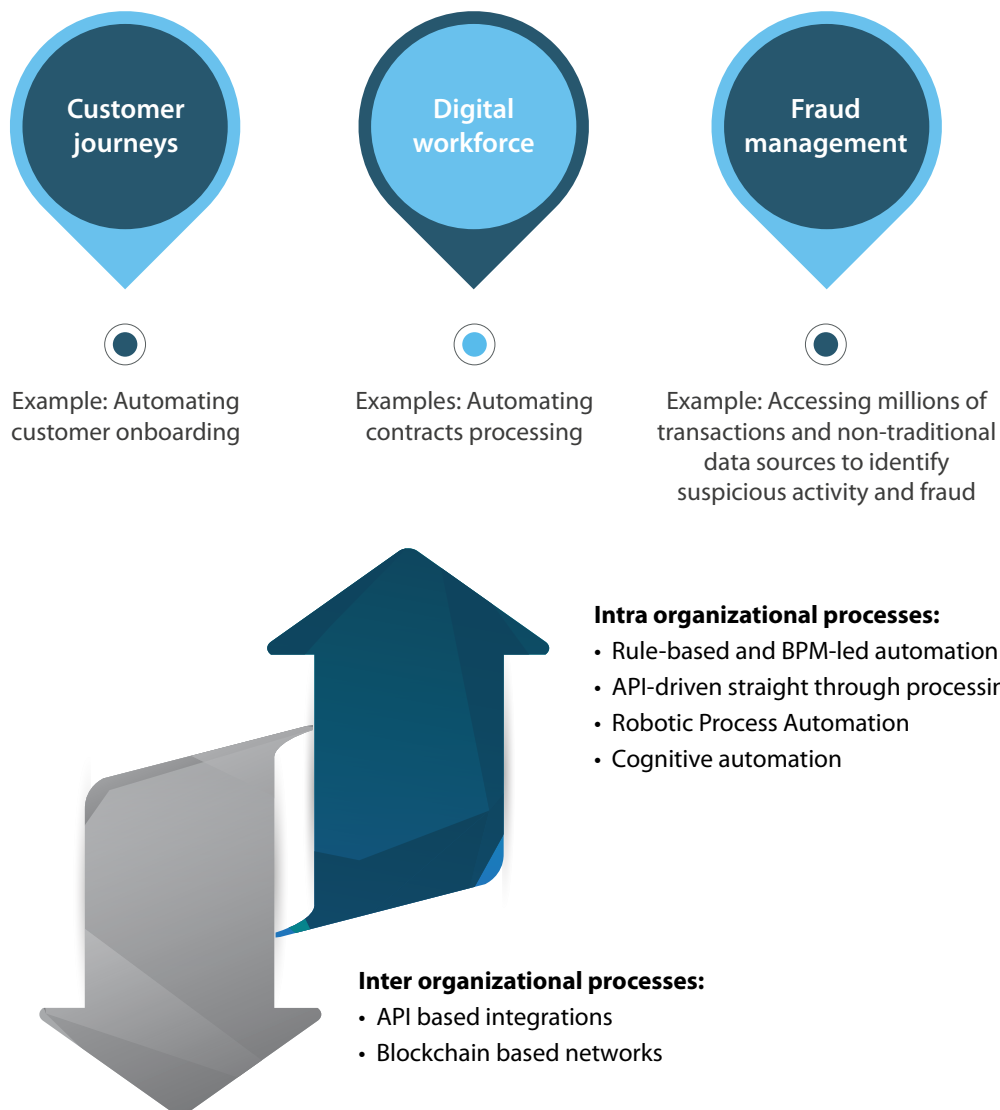 Customer
journeys
Digital
workforce
Fraud
management
Example: Automating
customer onboarding
Examples: Automating
contracts processing
Example: Accessing millions of
transactions and non-traditional
data sources to identify
suspicious activity and fraud
Intra organizational processes:
• Rule-based and BPM-led automation
• API-driven straight through
• Robotic Process Automation
• Cognitive automation
Inter organizational processes:
• API based integrations
• Blockchain based networks